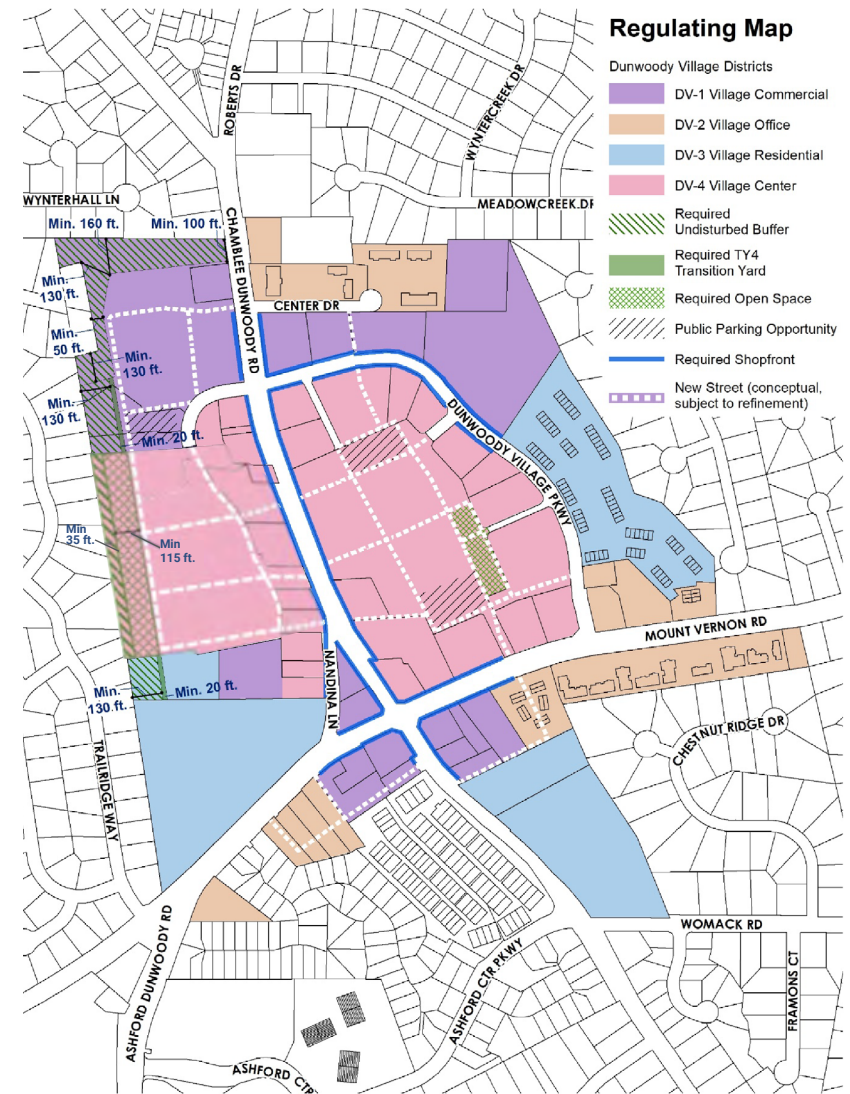 Regulating Map
Dunwoody Village Districts
DV-1 Village Commercial
DV-2 Village Office
DV-3 Village Residential
DV-4 Village Center
Required
Undisturbed Buffer
Required TY4
Transition Yard
Required Open Space
Public Parking Opportunity
Required Shopfront
New Street (conceptual,
subject to refinement)
ROBERTS DR
WYNTERCREEK DR
WYNTERHALL LN
MEADOWCREEK DR
Min. 160 ft.
Min. 100 ft.
CHAMBLEE DUNWOODY RD
Min.
130 ft.
CENTER DR
Min.
50 ft.
Min.
130 ft.
Min.
130 ft.
Min. 20 ft.
DUNWOODY VILLAGE PKWY
Min
35 ft.
Min
115 ft.
MOUNT VERNON RD
NANDINA LN
Min.
130 ft.
Min. 20 ft.
CHESTNUT RIDGE DR
TRAILRIDGE WAY
WOMACK RD
ASHFORD DUNWOODY RD
ASHFORD CTR PKWY
FRAMONS CT
ASHFORD CTR